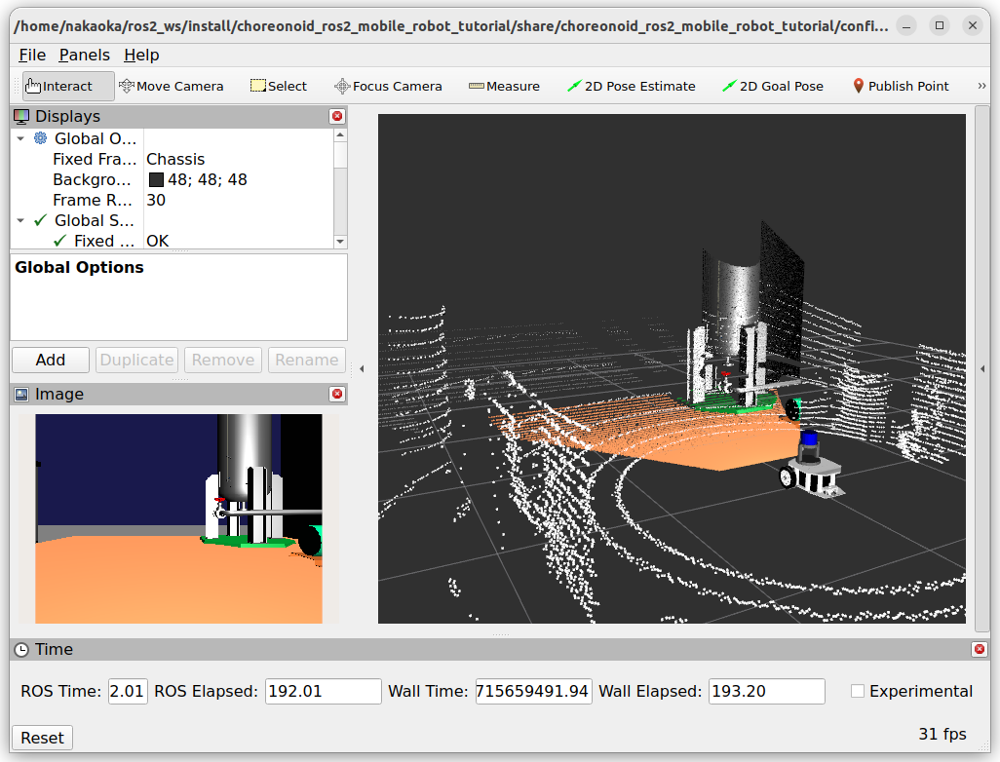 /home/nakaoka/ros2_ws/install/choreonoid_ros2_mobile_robot_tutorial/share/choreonoid_ros2_mobile_robot_tutorial/confi...
File Panels Help
Interact Move Camera Select Focus Camera Measure 2D Pose Estimate 2D Goal Pose Publish Point »
Displays
Global O...
Fixed Fra... Chassis
Backgro... 48; 48; 48
Frame R... 30
Global S...
Fixed ... OK
Global Options
Add Duplicate Remove Rename
Image
Time
ROS Time: 2.01 ROS Elapsed: 192.01 Wall Time: 715659491.94 Wall Elapsed: 193.20 Experimental
Reset 31 fps